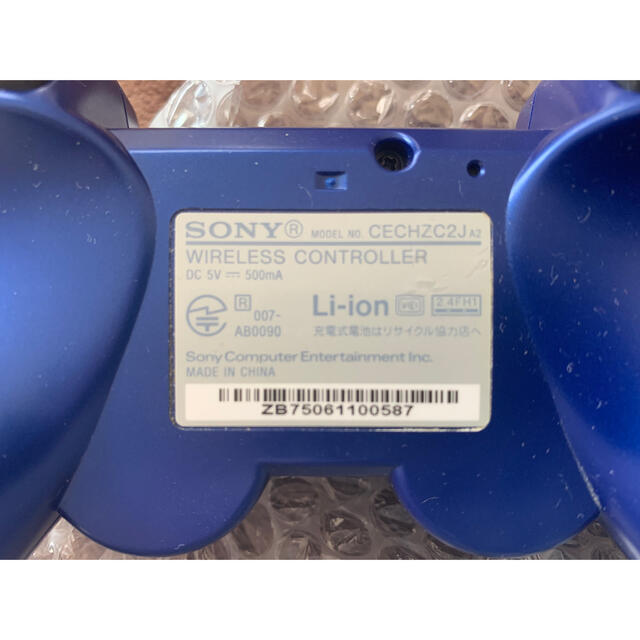 SONY® MODEL NO. CECHZC2J A2
WIRELESS CONTROLLER
DC 5V ⎓ 500mA
R 007-AB0090
Li-ion 2.4FH1
充電式電池はリサイクル協力店へ
Sony Computer Entertainment Inc.
MADE IN CHINA
ZB75061100587